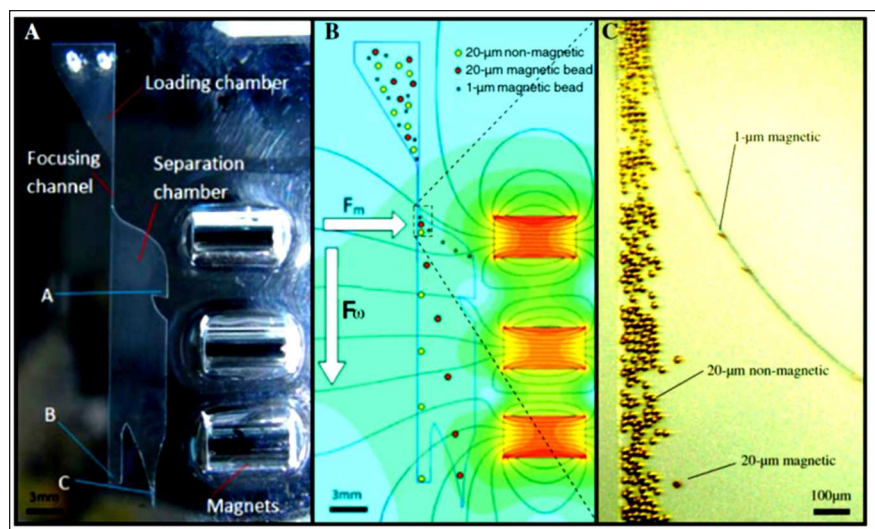 A
Loading chamber
Focusing
channel
Separation
chamber
A
B
C
Magnets
3mm
B
20-µm non-magnetic
20-µm magnetic bead
1-µm magnetic bead
Fm
Fω
3mm
C
1-µm magnetic
20-µm non-magnetic
20-µm magnetic
100µm